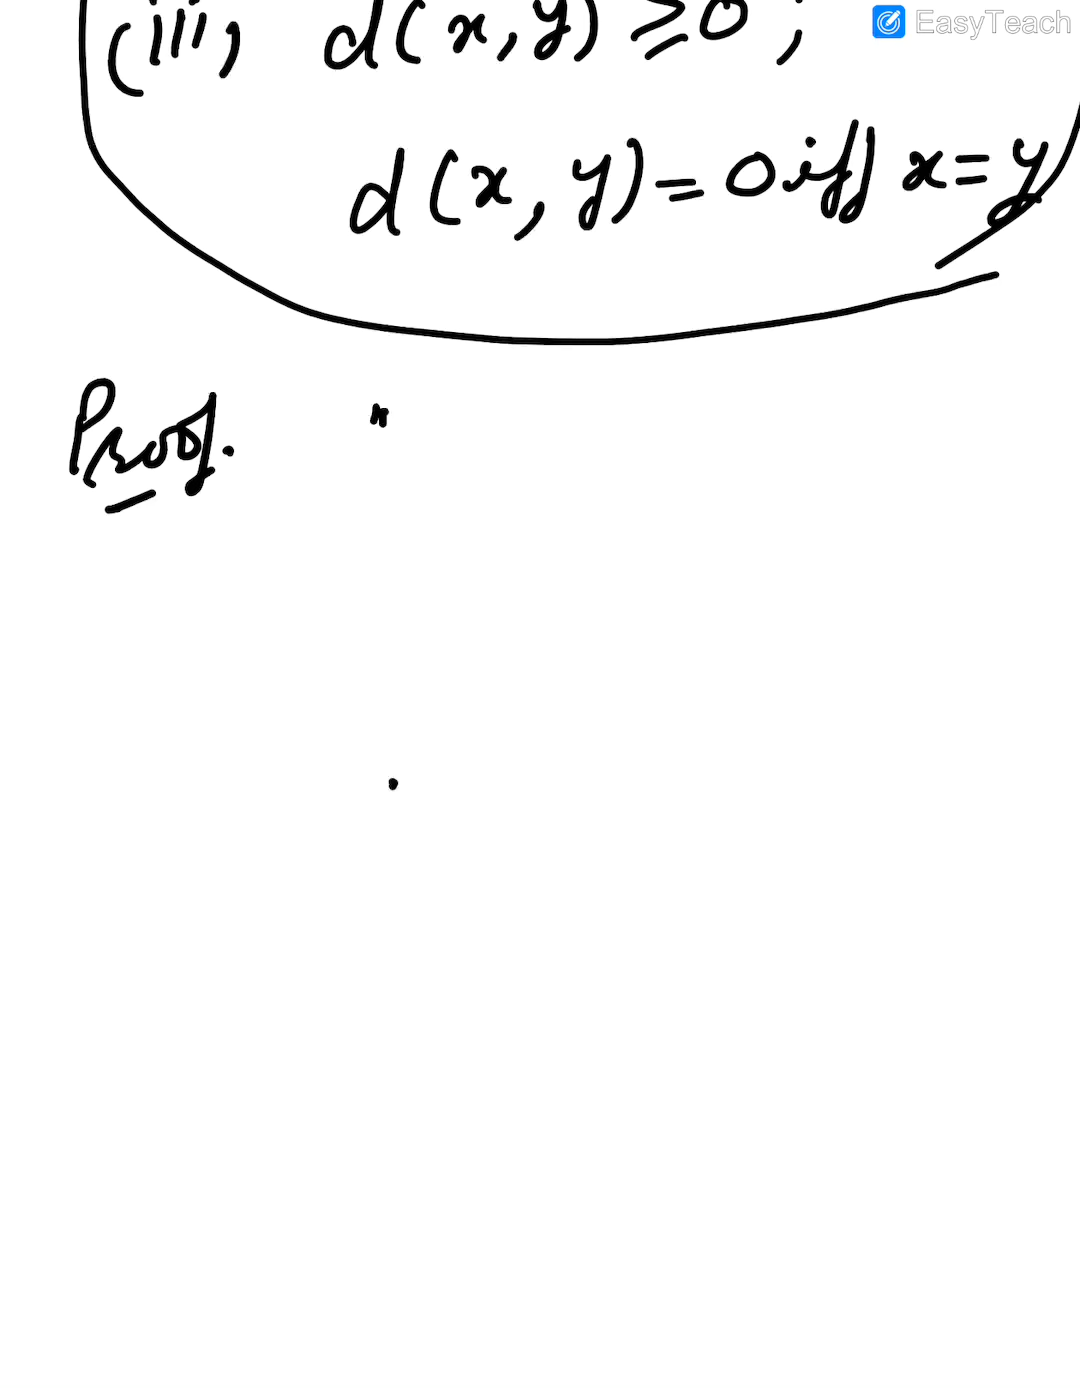 (iii) d(x, y) ≥ 0 ;
EasyTeach
d(x, y) = 0 iff x = y
Proof.